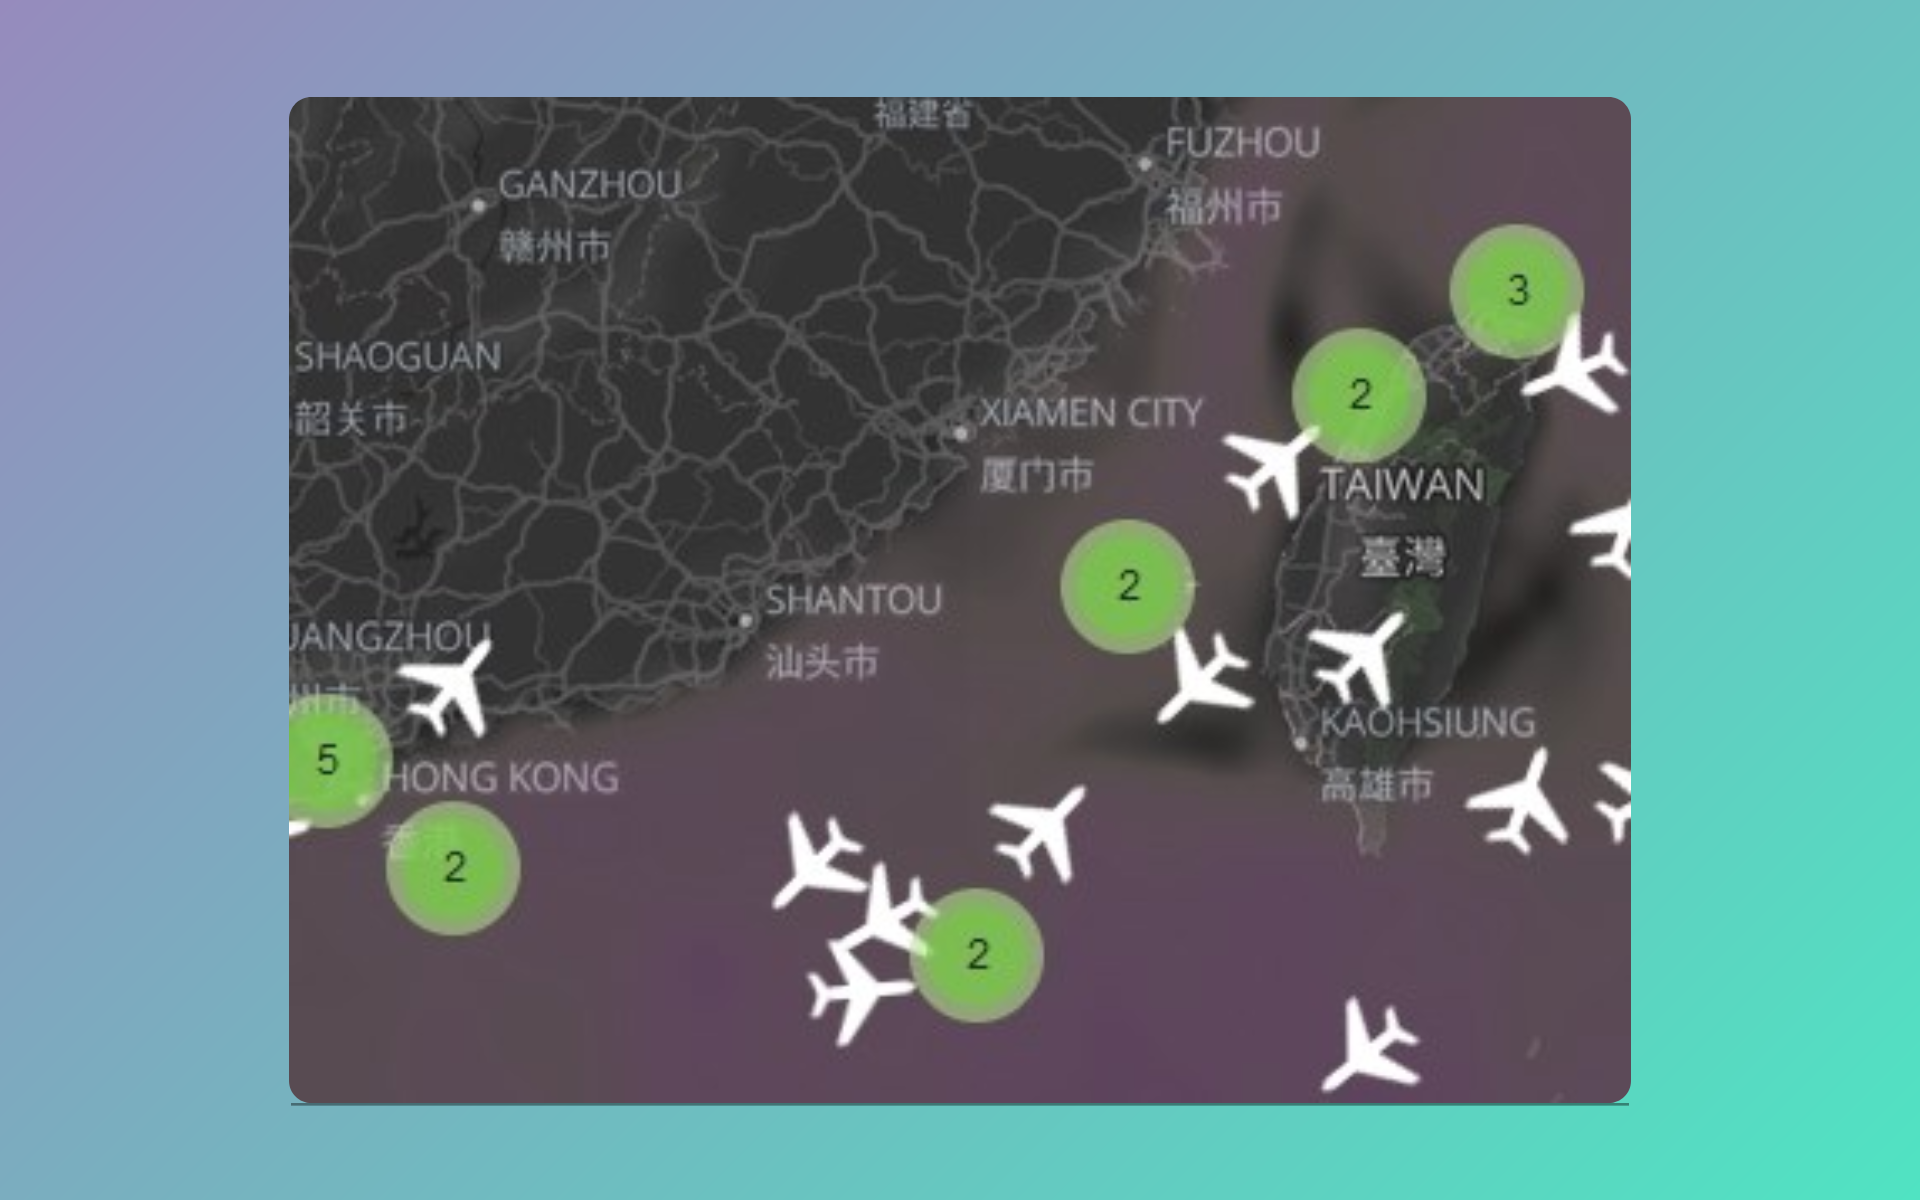 福建省
FUZHOU
福州市
GANZHOU
赣州市
3
SHAOGUAN
韶关市
2
XIAMEN CITY
厦门市
TAIWAN
臺灣
2
SHANTOU
汕头市
UANGZHOU
州市
5
HONG KONG
香港
2
KAOHSIUNG
高雄市
2